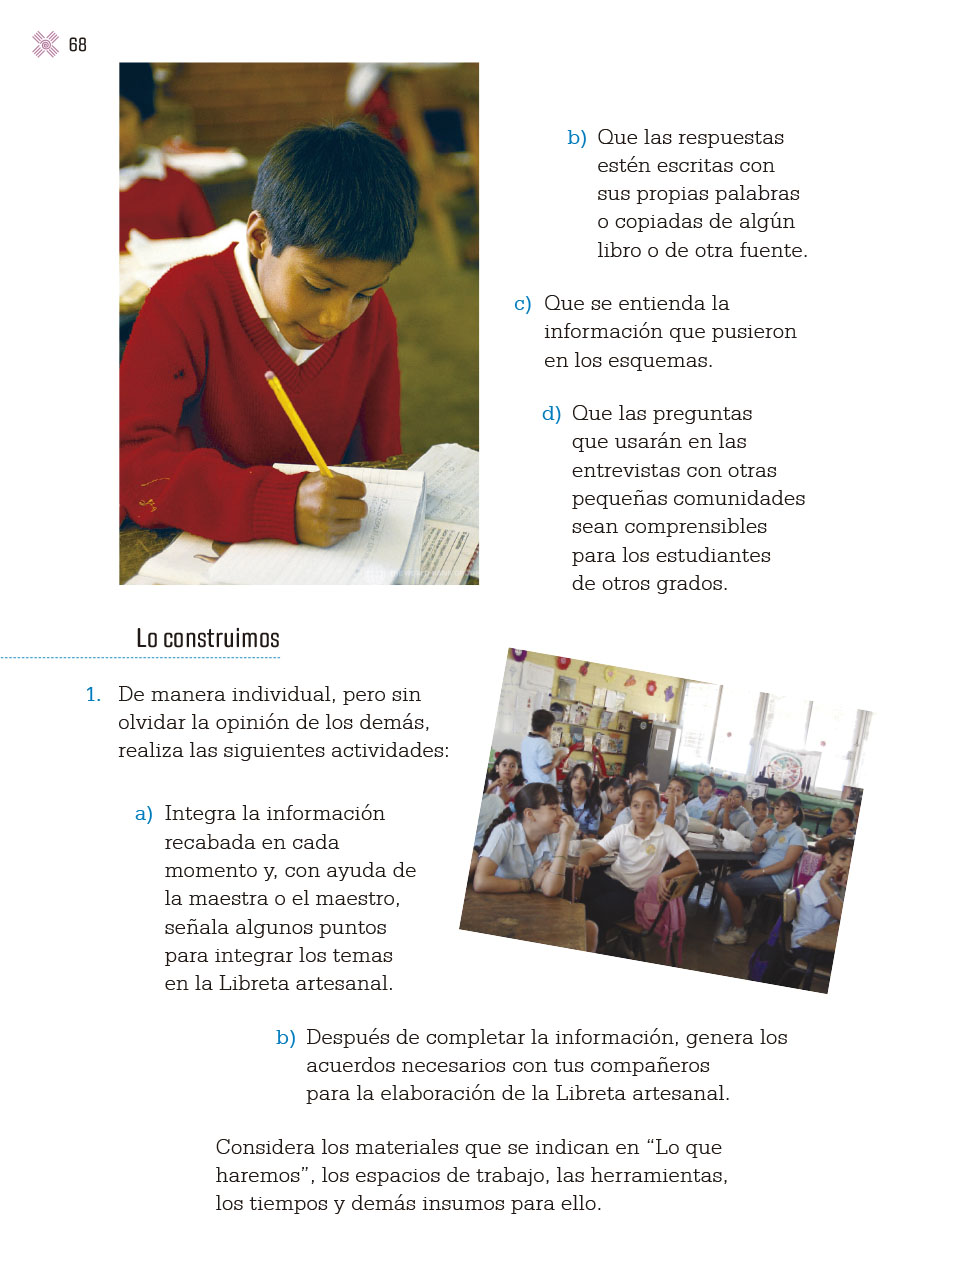 68
b) Que las respuestas
estén escritas con
sus propias palabras
o copiadas de algún
libro o de otra fuente.
c) Que se entienda la
información que pusieron
en los esquemas.
d) Que las preguntas
que usarán en las
entrevistas con otras
pequeñas comunidades
sean comprensibles
para los estudiantes
de otros grados.
Lo construimos
1. De manera individual, pero sin
olvidar la opinión de los demás,
realiza las siguientes actividades:
a) Integra la información
recabada en cada
momento y, con ayuda de
la maestra o el maestro,
señala algunos puntos
para integrar los temas
en la Libreta artesanal.
b) Después de completar la información, genera los
acuerdos necesarios con tus compañeros
para la elaboración de la Libreta artesanal.
Considera los materiales que se indican en “Lo que
haremos”, los espacios de trabajo, las herramientas,
los tiempos y demás insumos para ello.